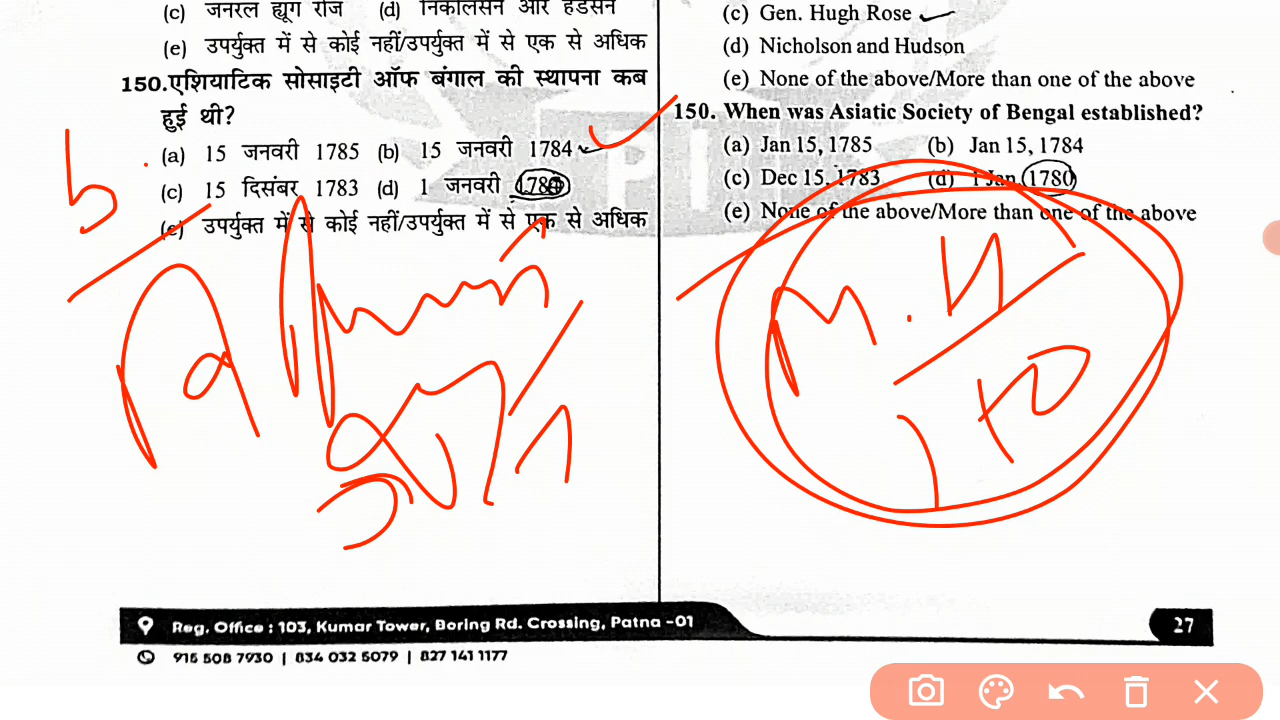 (c) जनरल ह्यूग रोज (d) निकोलसन और हडसन
(e) उपर्युक्त में से कोई नहीं/उपर्युक्त में से एक से अधिक
150.एशियाटिक सोसाइटी ऑफ बंगाल की स्थापना कब
हुई थी?
(a) 15 जनवरी 1785 (b) 15 जनवरी 1784
(c) 15 दिसंबर 1783 (d) 1 जनवरी
(e) उपर्युक्त में से कोई नहीं/उपर्युक्त में से एक से अधिक
b.
(c) Gen. Hugh Rose
(d) Nicholson and Hudson
(e) None of the above/More than one of the above
150. When was Asiatic Society of Bengal established?
(a) Jan 15, 1785 (b) Jan 15, 1784
(c) Dec 15, 1783 (d) 1 Jan 1780
(e) None of the above/More than one of the above
PIJ
Reg. Office : 103, Kumar Tower, Boring Rd. Crossing, Patna -01
27
915 508 7930 | 834 032 5079 | 827 141 1177